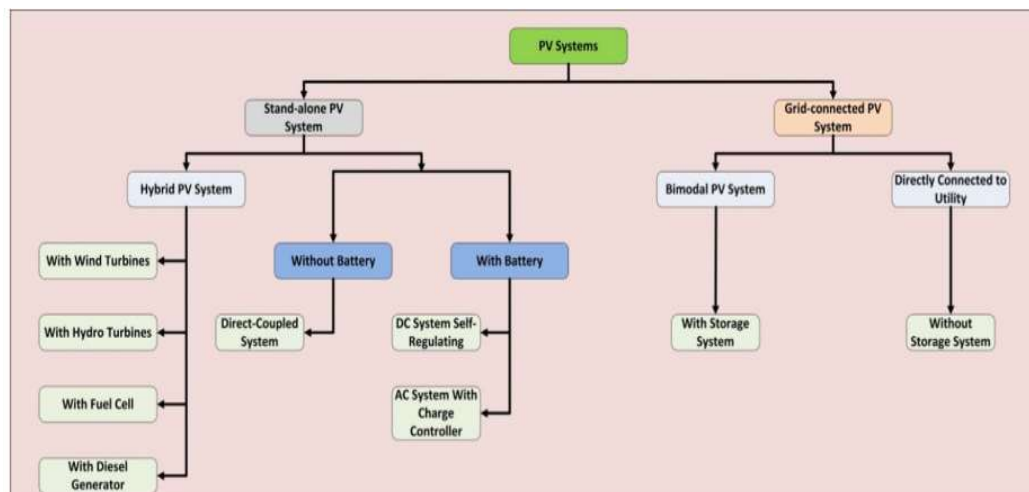 PV Systems
Stand-alone PV
System
Grid-connected PV
System
Hybrid PV System
Bimodal PV System
Directly Connected to
Utility
With Wind Turbines
Without Battery
With Battery
With Hydro Turbines
Direct-Coupled
System
DC System Self-
Regulating
With Storage
System
Without
Storage System
With Fuel Cell
AC System With
Charge
Controller
With Diesel
Generator